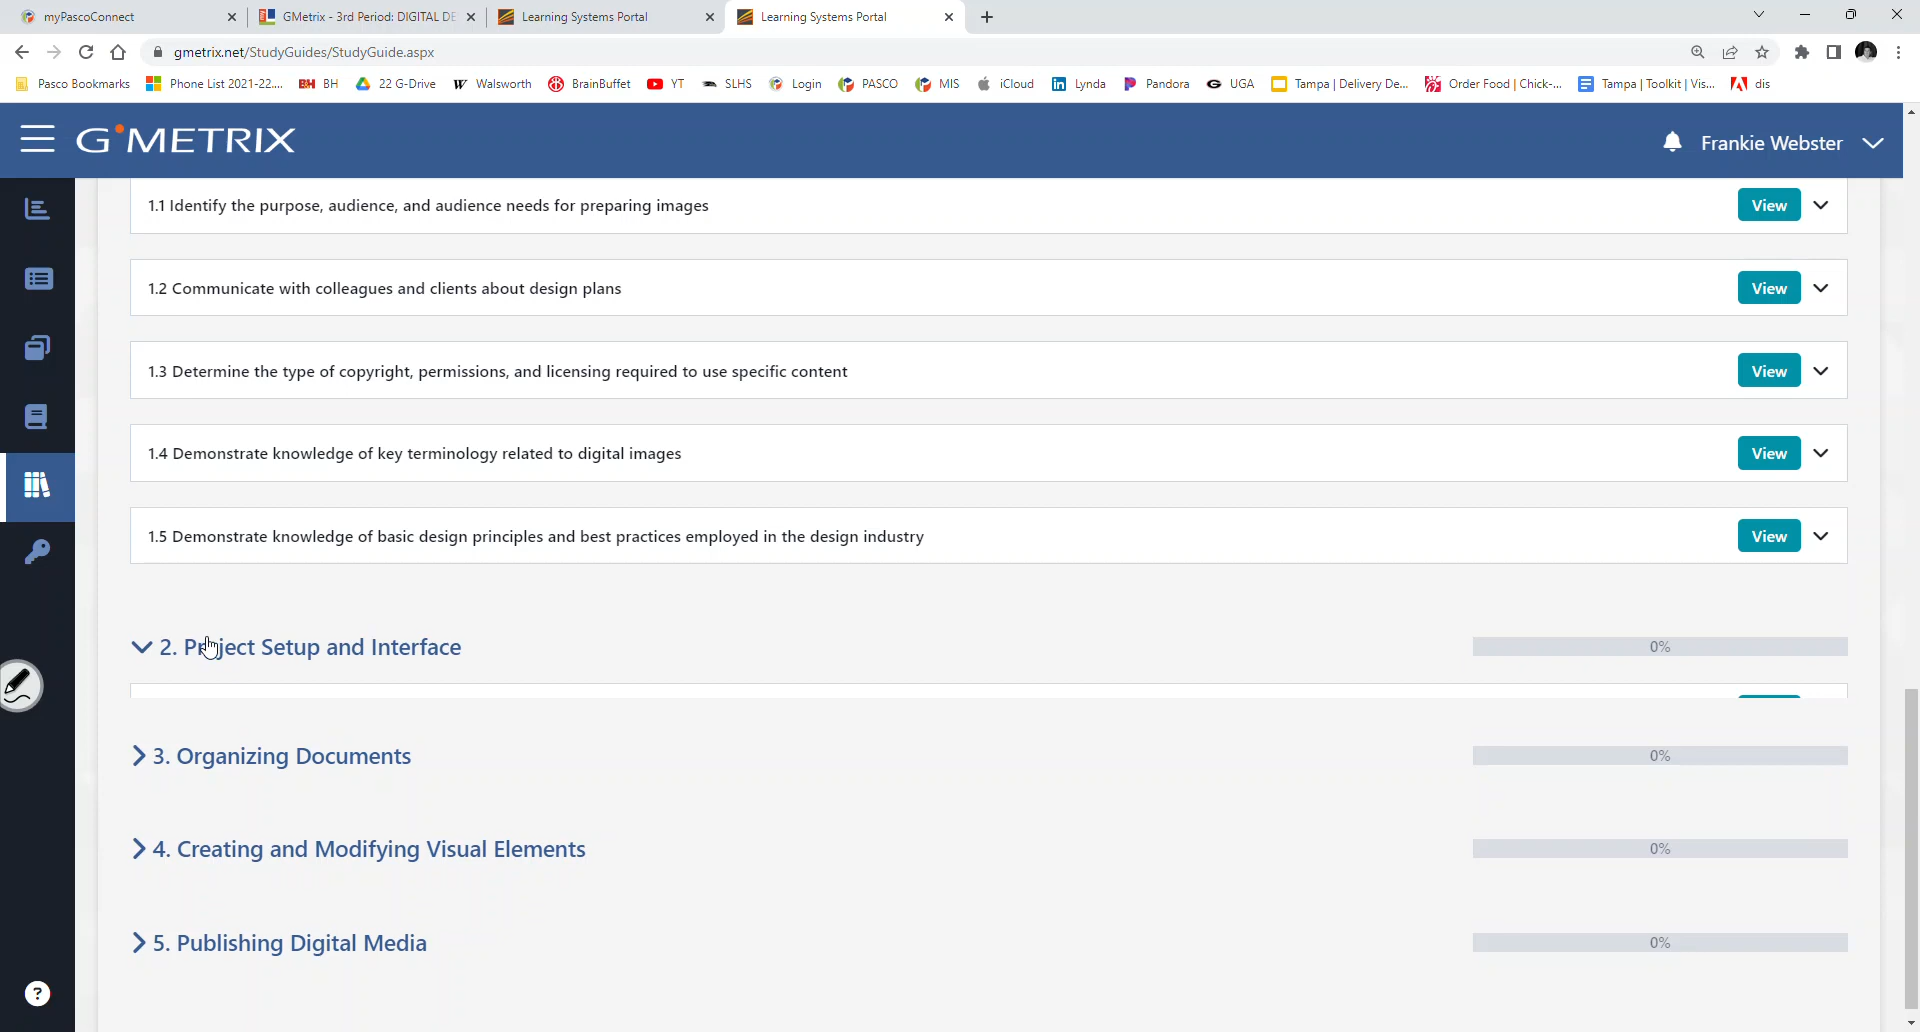 myPascoConnect
GMetrix - 3rd Period: DIGITAL DE
Learning Systems Portal
Learning Systems Portal
gmetrix.net/StudyGuides/StudyGuide.aspx
Pasco Bookmarks
Phone List 2021-22....
BH BH
22 G-Drive
W Walsworth
BrainBuffet
YT
SLHS
Login
PASCO
MIS
iCloud
in Lynda
Pandora
G UGA
Tampa | Delivery De...
Order Food | Chick-...
Tampa | Toolkit | Vis...
dis
GMETRIX
Frankie Webster
1.1 Identify the purpose, audience, and audience needs for preparing images
View
1.2 Communicate with colleagues and clients about design plans
View
1.3 Determine the type of copyright, permissions, and licensing required to use specific content
View
1.4 Demonstrate knowledge of key terminology related to digital images
View
1.5 Demonstrate knowledge of basic design principles and best practices employed in the design industry
View
2. Project Setup and Interface
0%
3. Organizing Documents
0%
4. Creating and Modifying Visual Elements
0%
5. Publishing Digital Media
0%
?